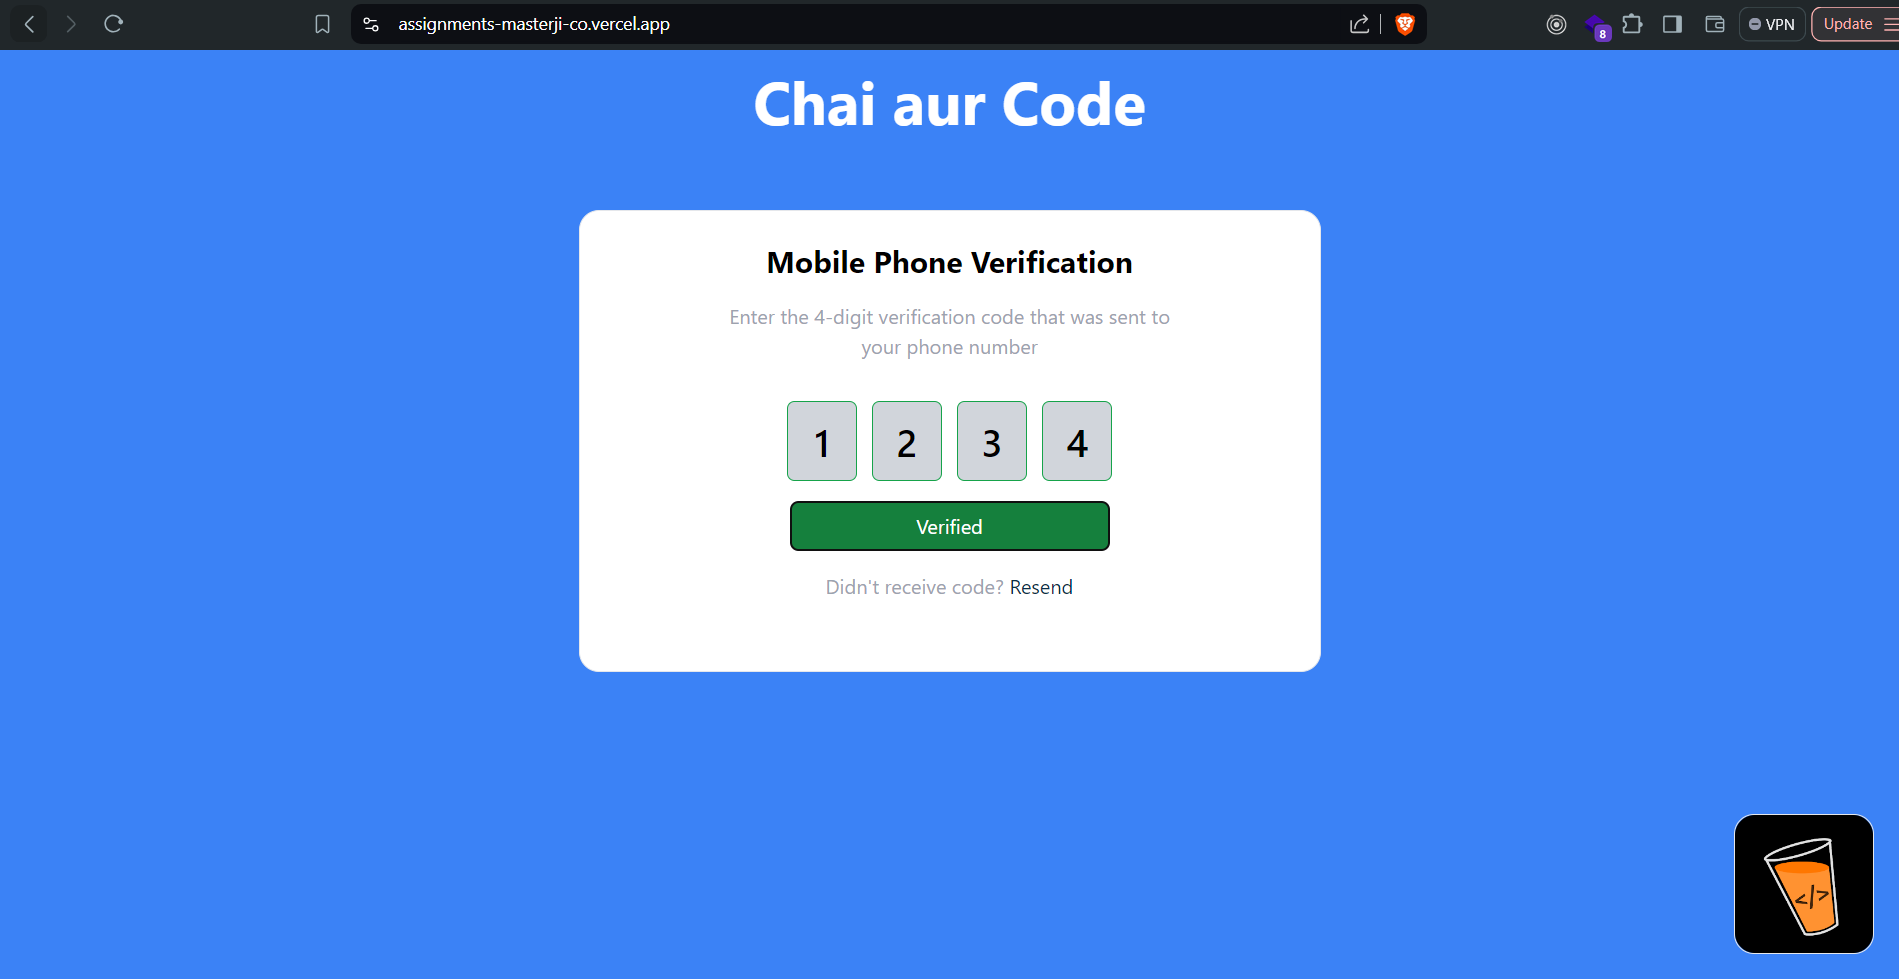 assignments-masterji-co.vercel.app
8
VPN
Update
Chai aur Code
Mobile Phone Verification
Enter the 4-digit verification code that was sent to
your phone number
1 2 3 4
Verified
Didn't receive code? Resend
</>